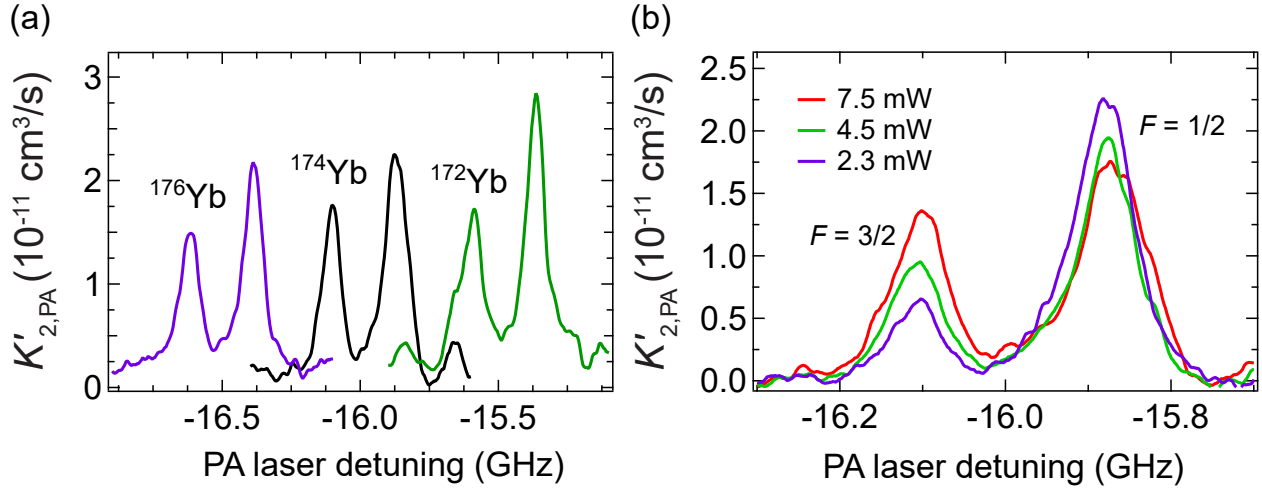 (a)
K′2,PA (10-11 cm3/s)
3
2
1
0
176Yb
174Yb
172Yb
-16.5
-16.0
-15.5
PA laser detuning (GHz)
(b)
K′2,PA (10-11 cm3/s)
2.5
2.0
1.5
1.0
0.5
0.0
7.5 mW
4.5 mW
2.3 mW
F = 1/2
F = 3/2
-16.2
-16.0
-15.8
PA laser detuning (GHz)